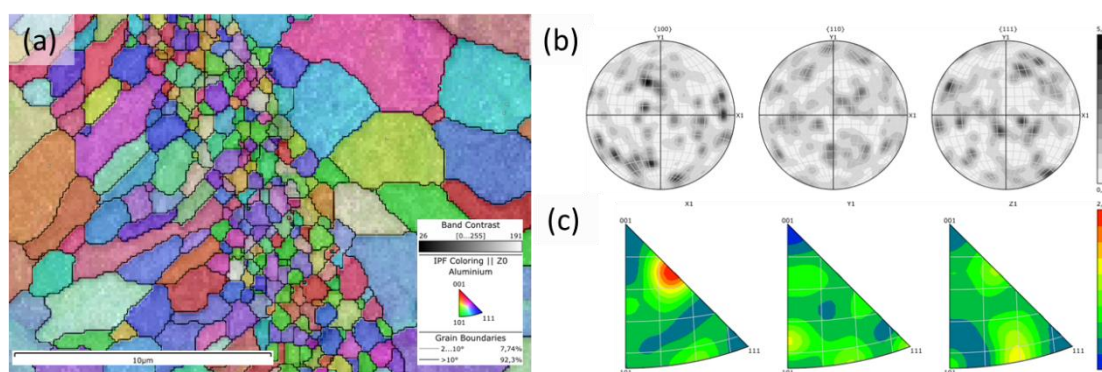 (a)
Band Contrast
26 [0...255] 191
IPF Coloring || Z0
Aluminium
001
101 111
Grain Boundaries
2...10° 7,74%
>10° 92,3%
10µm
(b)
{100} {110} {111}
Y1 Y1 Y1
X1 X1 X1
(c)
X1 Y1 Z1
001 001 001
111 111 111